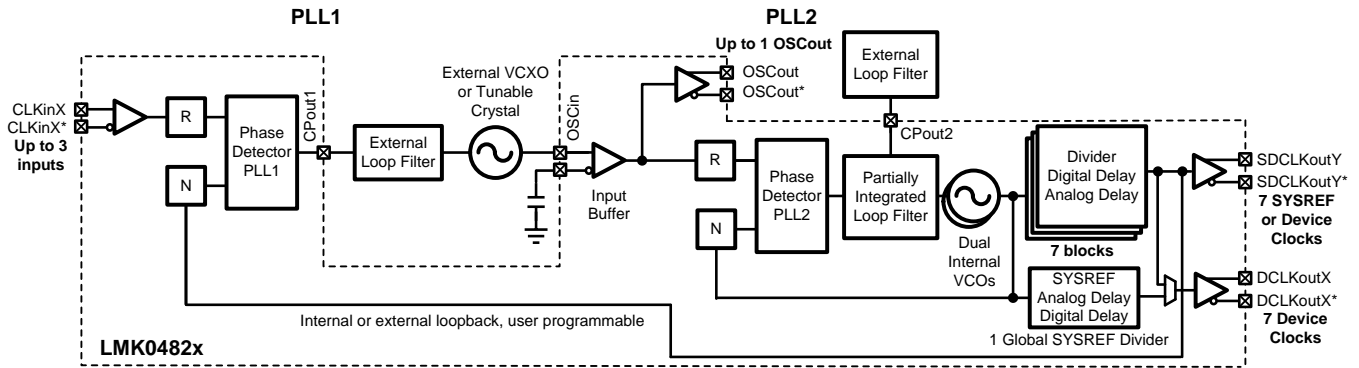 PLL1
PLL2
Up to 1 OSCout
OSCout
OSCout*
External
Loop Filter
CPout2
External VCXO
or Tunable
Crystal
OSCin
CPout1
CLKinX
CLKinX*
Up to 3
inputs
R
N
Phase
Detector
PLL1
External
Loop Filter
Input
Buffer
R
N
Phase
Detector
PLL2
Partially
Integrated
Loop Filter
Dual
Internal
VCOs
Divider
Digital Delay
Analog Delay
7 blocks
SDCLKoutY
SDCLKoutY*
7 SYSREF
or Device
Clocks
SYSREF
Analog Delay
Digital Delay
1 Global SYSREF Divider
DCLKoutX
DCLKoutX*
7 Device
Clocks
Internal or external loopback, user programmable
LMK0482x